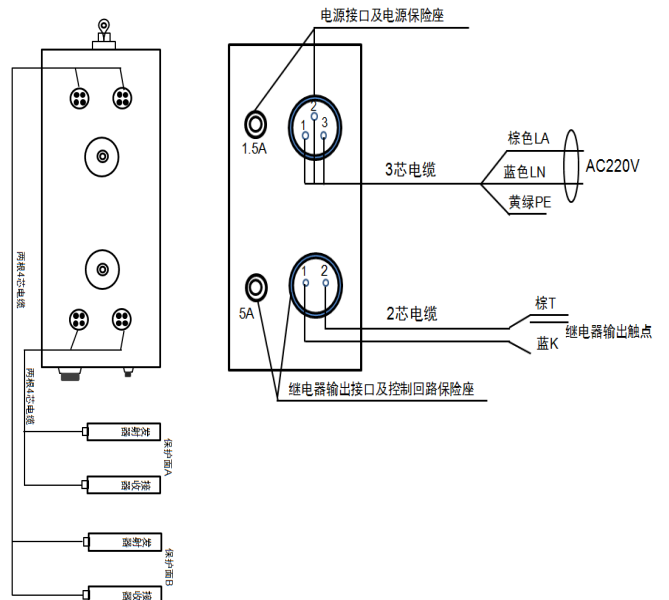 电源接口及电源保险座
2
1 3
1.5A
3芯电缆
棕色LA
蓝色LN
黄绿PE
AC220V
1 2
5A
2芯电缆
棕T
继电器输出触点
蓝K
继电器输出接口及控制回路保险座
两根4芯电缆
两根4芯电缆
发射器
保护面A
接收器
发射器
保护面B
接收器